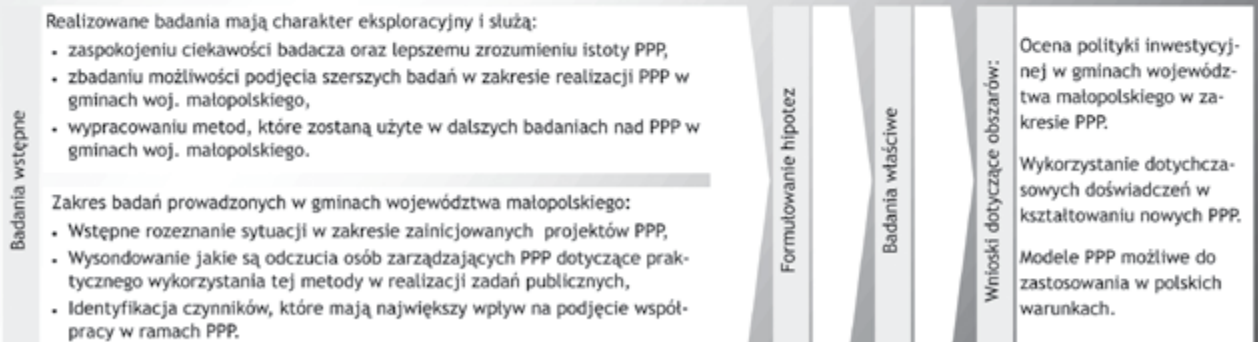 Badania wstępne
Realizowane badania mają charakter eksploracyjny i służą:
• zaspokojeniu ciekawości badacza oraz lepszemu zrozumieniu istoty PPP,
• zbadaniu możliwości podjęcia szerszych badań w zakresie realizacji PPP w
gminach woj. małopolskiego,
• wypracowaniu metod, które zostaną użyte w dalszych badaniach nad PPP w
gminach woj. małopolskiego.
Zakres badań prowadzonych w gminach województwa małopolskiego:
• Wstępne rozeznanie sytuacji w zakresie zainicjowanych projektów PPP,
• Wysondowanie jakie są odczucia osób zarządzających PPP dotyczące prak-
tycznego wykorzystania tej metody w realizacji zadań publicznych,
• Identyfikacja czynników, które mają największy wpływ na podjęcie współ-
pracy w ramach PPP.
Formułowanie hipotez
Badania właściwe
Wnioski dotyczące obszarów:
Ocena polityki inwestycyj-
nej w gminach wojewódz-
twa małopolskiego w za-
kresie PPP.
Wykorzystanie dotychcza-
sowych doświadczeń w
kształtowaniu nowych PPP.
Modele PPP możliwe do
zastosowania w polskich
warunkach.